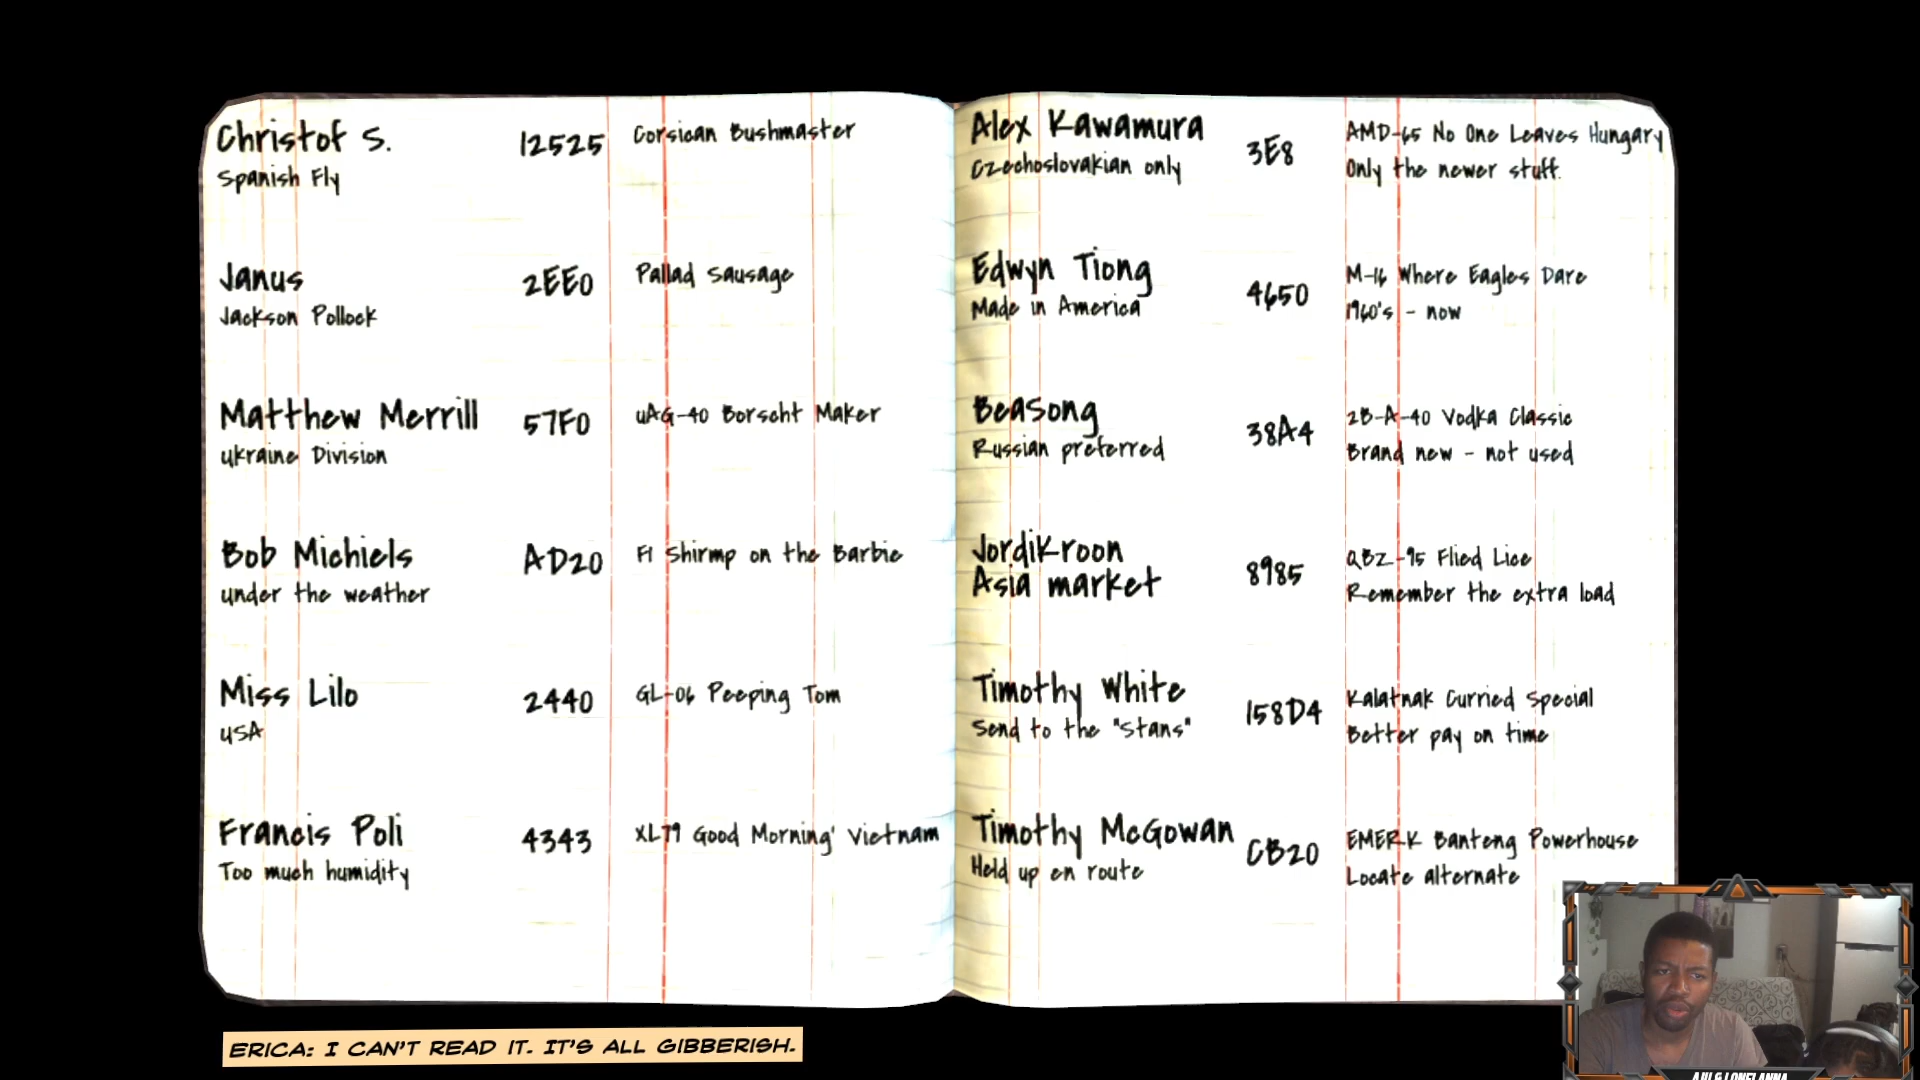 Christof S.
12525
Corsican Bushmaster
Spanish Fly
Janus
2EE0
Pallad Sausage
Jackson Pollock
Matthew Merrill
57F0
UAG-40 Borscht Maker
Ukraine Division
Bob Michiels
AD20
F1 Shirmp on the Barbie
under the weather
Miss Lilo
2440
GL-06 Peeping Tom
USA
Francis Poli
4343
XL79 Good Morning' Vietnam
Too much humidity
Alex Kawamura
3E8
AMD-65 No One Leaves Hungary
Czechoslovakian only
Only the newer stuff.
Edwyn Tiong
4650
M-16 Where Eagles Dare
Made in America
1960's - now
BeaSong
38A4
2B-A-40 Vodka Classic
Russian preferred
Brand new - not used
JordiKroon
8985
QBZ-95 Flied Lice
Asia market
Remember the extra load
Timothy White
158D4
Kalatnak Curried Special
Send to the "Stans"
Better pay on time
Timothy McGowan
CB20
EMERK Banteng Powerhouse
Held up en route
Locate alternate
ERICA: I CAN'T READ IT. IT'S ALL GIBBERISH.